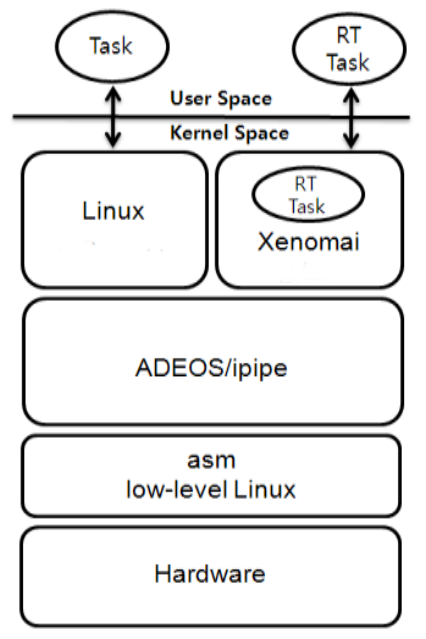 Task
RT
Task
User Space
Kernel Space
Linux
RT
Task
Xenomai
ADEOS/ipipe
asm
low-level Linux
Hardware